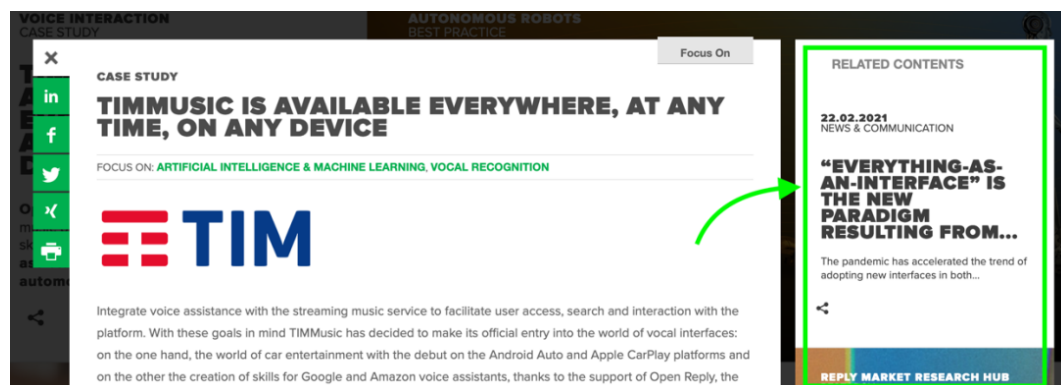 VOICE INTERACTION
CASE STUDY
AUTONOMOUS ROBOTS
BEST PRACTICE
Focus On
CASE STUDY
TIMMUSIC IS AVAILABLE EVERYWHERE, AT ANY
TIME, ON ANY DEVICE
FOCUS ON: ARTIFICIAL INTELLIGENCE & MACHINE LEARNING, VOCAL RECOGNITION
TIM
Integrate voice assistance with the streaming music service to facilitate user access, search and interaction with the
platform. With these goals in mind TIMMusic has decided to make its official entry into the world of vocal interfaces:
on the one hand, the world of car entertainment with the debut on the Android Auto and Apple CarPlay platforms and
on the other the creation of skills for Google and Amazon voice assistants, thanks to the support of Open Reply, the
RELATED CONTENTS
22.02.2021
NEWS & COMMUNICATION
“EVERYTHING-AS-
AN-INTERFACE” IS
THE NEW
PARADIGM
RESULTING FROM...
The pandemic has accelerated the trend of
adopting new interfaces in both...
REPLY MARKET RESEARCH HUB